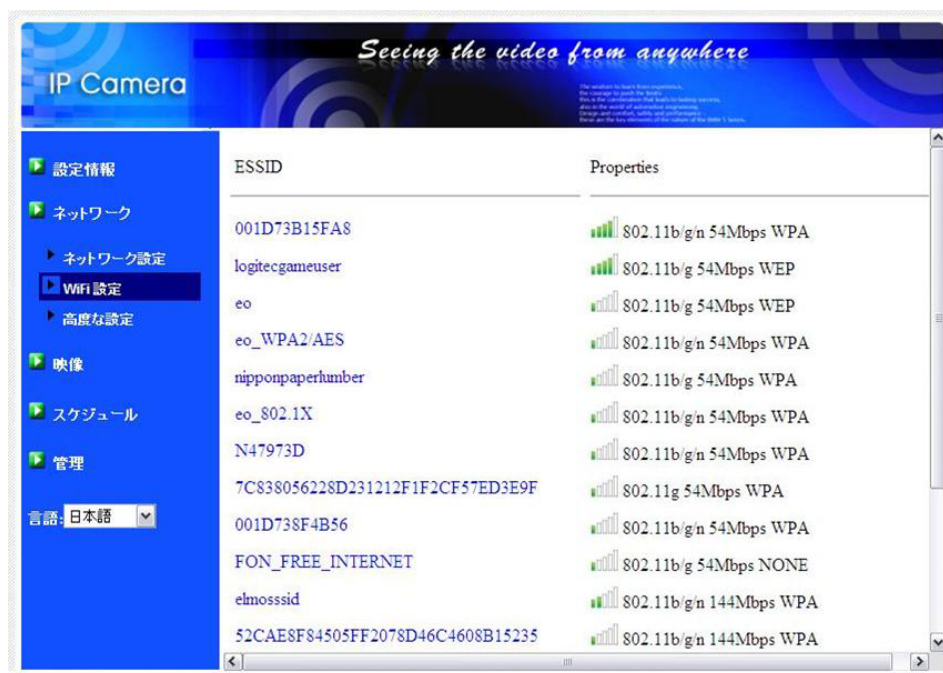 Seeing the video from anywhere
IP Camera
設定情報
ネットワーク
ネットワーク設定
WiFi 設定
高度な設定
映像
スケジュール
管理
言語: 日本語
ESSID Properties
001D73B15FA8 802.11b/g/n 54Mbps WPA
logitecgameuser 802.11b/g 54Mbps WEP
eo 802.11b/g 54Mbps WEP
eo_WPA2/AES 802.11b/g/n 54Mbps WPA
nipponpaperlumber 802.11b/g 54Mbps WPA
eo_802.1X 802.11b/g/n 54Mbps WPA
N47973D 802.11b/g/n 54Mbps WPA
7C838056228D231212F1F2CF57ED3E9F 802.11g 54Mbps WPA
001D738F4B56 802.11b/g/n 54Mbps WPA
FON_FREE_INTERNET 802.11b/g 54Mbps NONE
elmosssid 802.11b/g/n 144Mbps WPA
52CAE8F84505FF2078D46C4608B15235 802.11b/g/n 144Mbps WPA